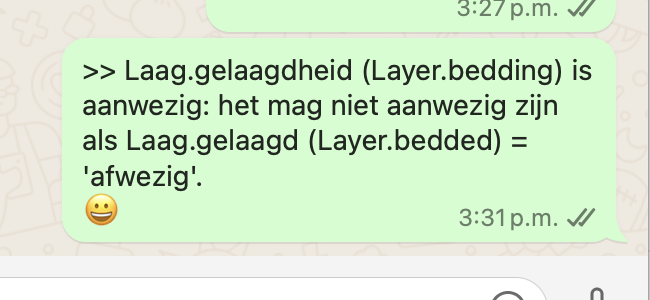 3:27 p.m.
>> Laag.gelaagdheid (Layer.bedding) is
aanwezig: het mag niet aanwezig zijn
als Laag.gelaagd (Layer.bedded) =
'afwezig'.
😀
3:31 p.m.